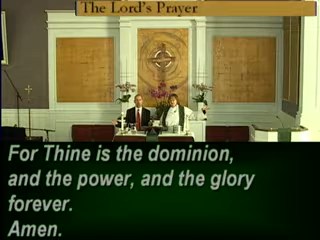 The Lord's Prayer
For Thine is the dominion,
and the power, and the glory
forever.
Amen.